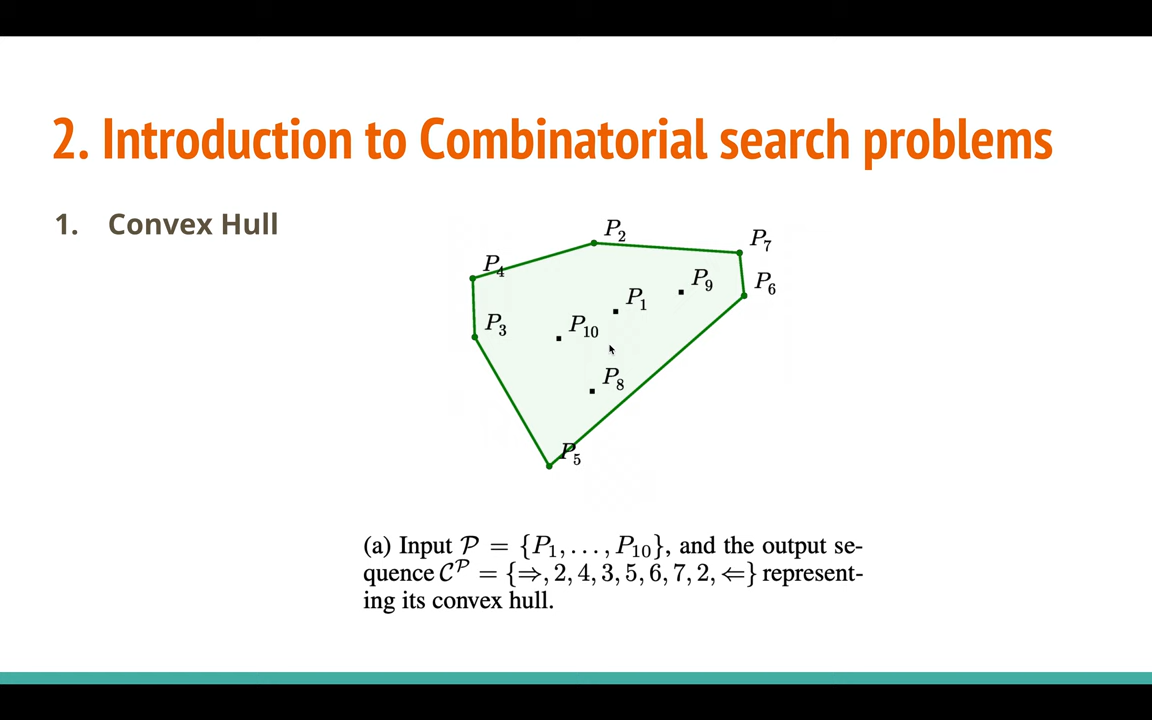 2. Introduction to Combinatorial search problems
1. Convex Hull
P₂
P₇
P₄
P₉
P₆
P₁
P₃
P₁₀
P₈
P₅
(a) Input 𝒫 = {P₁, . . . , P₁₀}, and the output se-
quence 𝒞^𝒫 = {⇒, 2, 4, 3, 5, 6, 7, 2, ⇐} represent-
ing its convex hull.